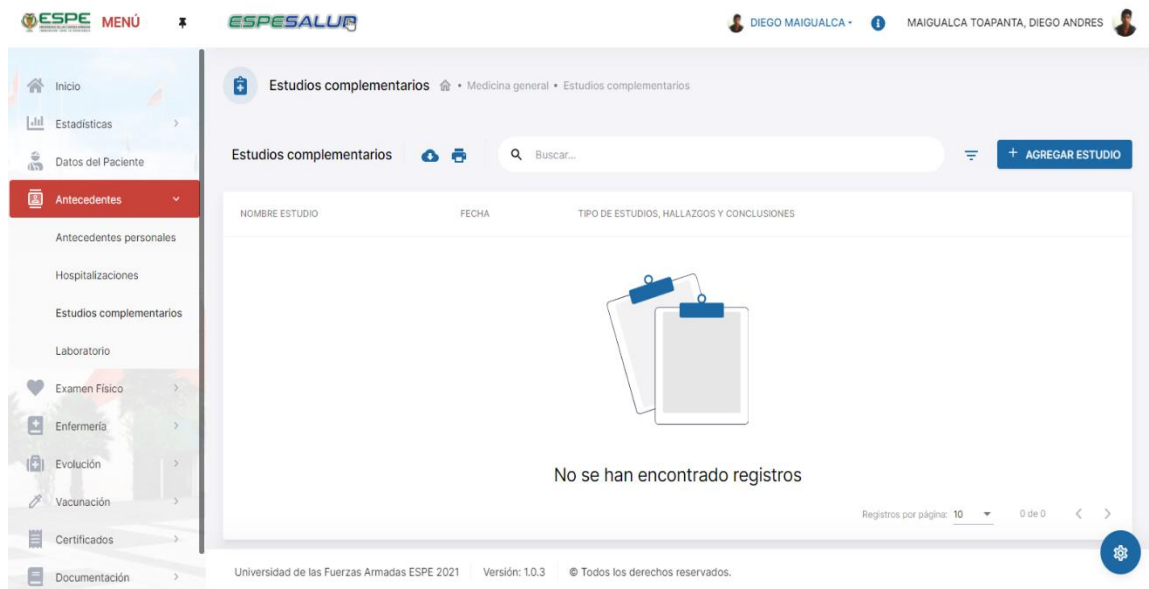 ESPE MENÚ
ESPESALUD
DIEGO MAIGUALCA
MAIGUALCA TOAPANTA, DIEGO ANDRES
Inicio
Estadísticas
Datos del Paciente
Antecedentes
Antecedentes personales
Hospitalizaciones
Estudios complementarios
Laboratorio
Examen Físico
Enfermería
Evolución
Vacunación
Certificados
Documentación
Estudios complementarios • Medicina general • Estudios complementarios
Estudios complementarios
Buscar...
+ AGREGAR ESTUDIO
NOMBRE ESTUDIO FECHA TIPO DE ESTUDIOS, HALLAZGOS Y CONCLUSIONES
No se han encontrado registros
Registros por página: 10 0 de 0
Universidad de las Fuerzas Armadas ESPE 2021 Versión: 1.0.3 © Todos los derechos reservados.